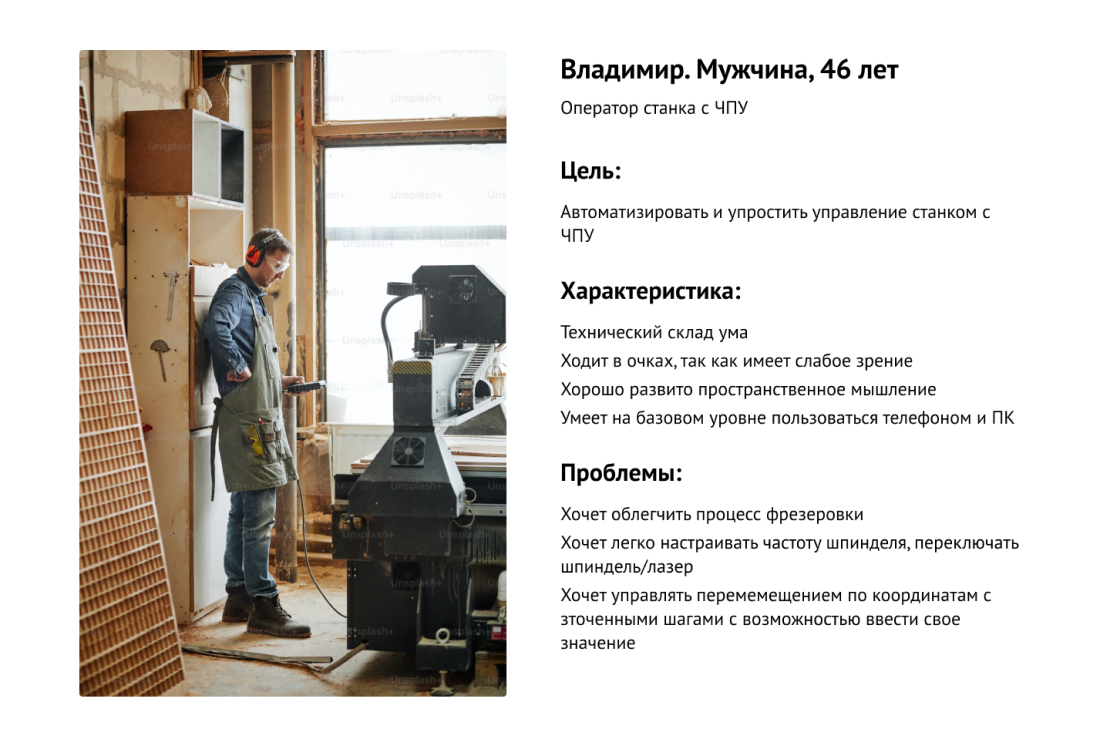 Владимир. Мужчина, 46 лет
Оператор станка с ЧПУ
Цель:
Автоматизировать и упростить управление станком с
ЧПУ
Характеристика:
Технический склад ума
Ходит в очках, так как имеет слабое зрение
Хорошо развито пространственное мышление
Умеет на базовом уровне пользоваться телефоном и ПК
Проблемы:
Хочет облегчить процесс фрезеровки
Хочет легко настраивать частоту шпинделя, переключать
шпиндель/лазер
Хочет управлять перемемещением по координатам с
зточенными шагами с возможностью ввести свое
значение
Unsplash+